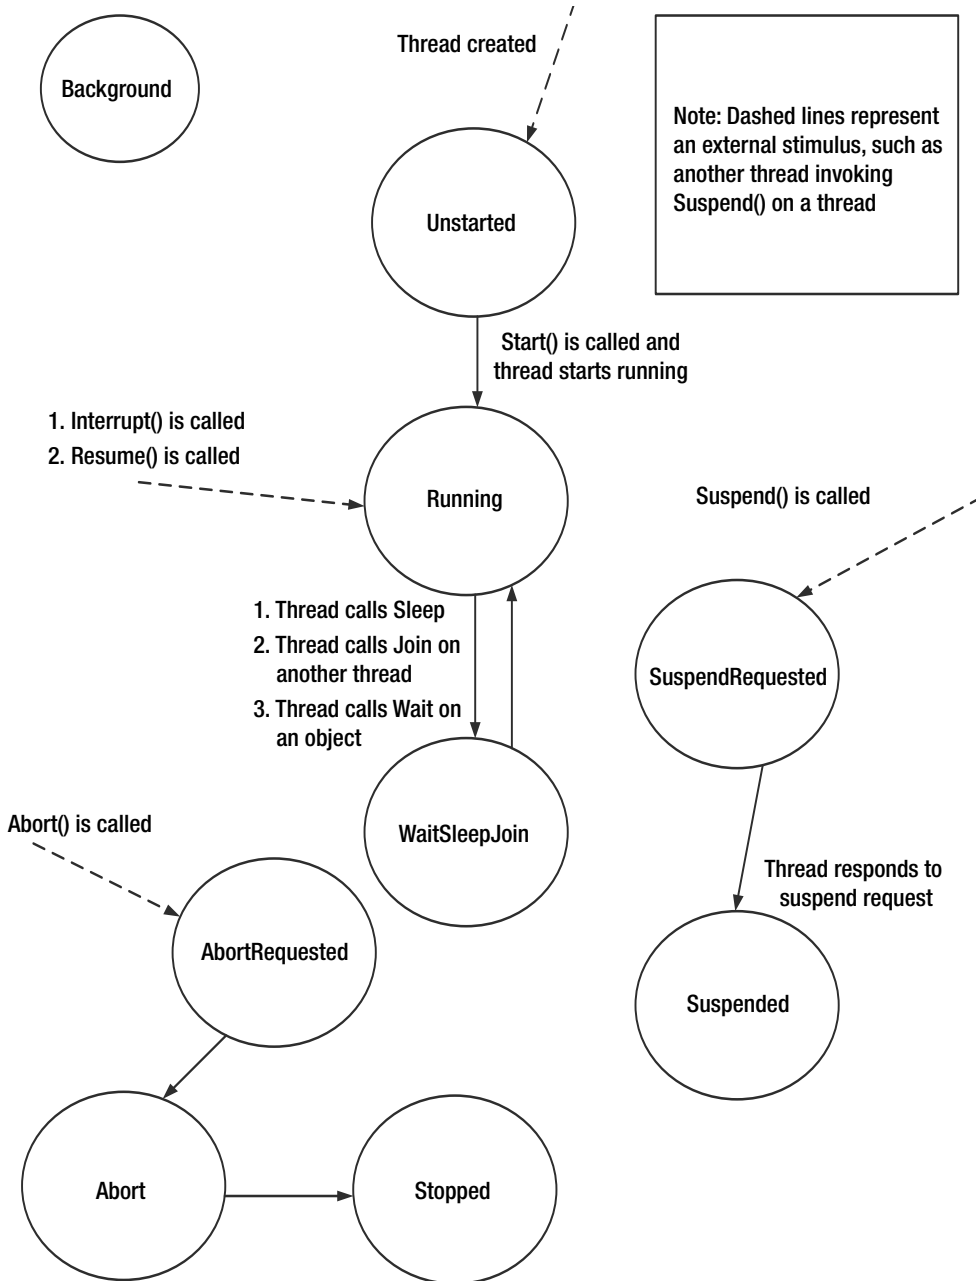 Thread created
Background
Note: Dashed lines represent
an external stimulus, such as
another thread invoking
Suspend() on a thread
Unstarted
Start() is called and
thread starts running
1. Interrupt() is called
2. Resume() is called
Running
Suspend() is called
1. Thread calls Sleep
2. Thread calls Join on
another thread
3. Thread calls Wait on
an object
SuspendRequested
Abort() is called
WaitSleepJoin
Thread responds to
suspend request
AbortRequested
Suspended
Abort
Stopped